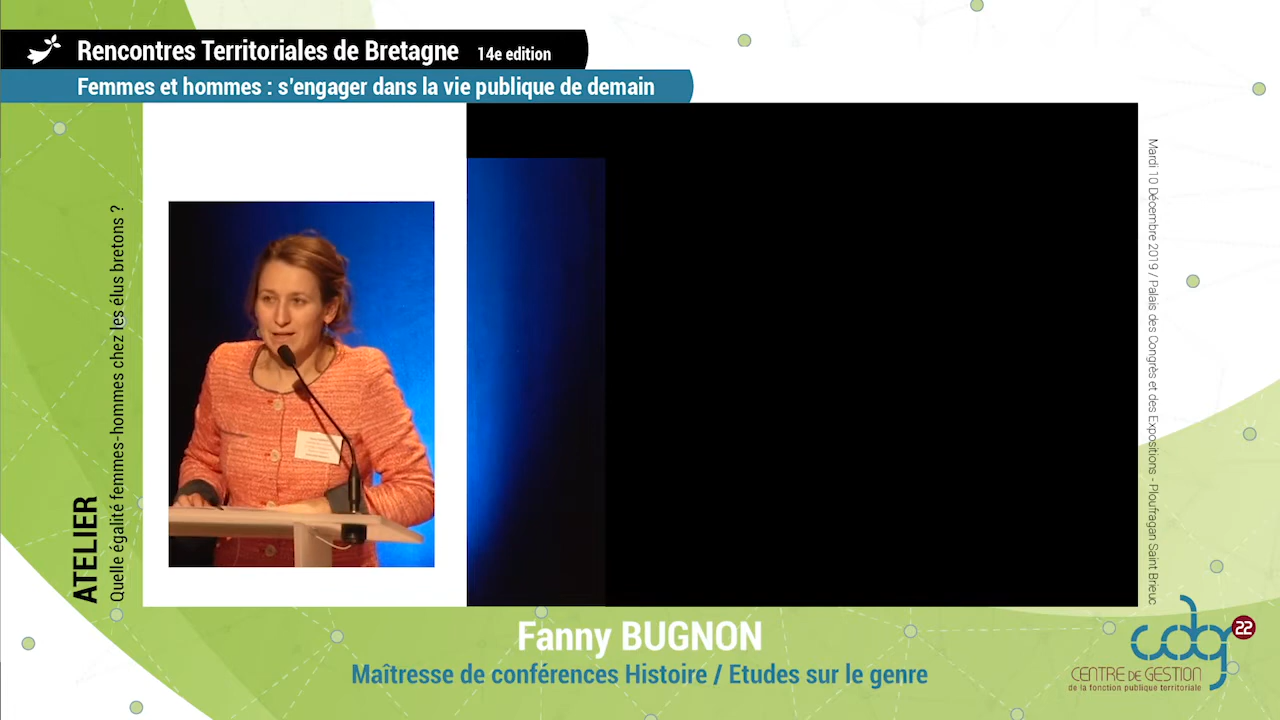 Rencontres Territoriales de Bretagne 14e edition
Femmes et hommes : s'engager dans la vie publique de demain
ATELIER
Quelle égalité femmes-hommes chez les élus bretons ?
Mardi 10 Décembre 2019 / Palais des Congrès et des Expositions - Ploufragan Saint Brieuc
Fanny BUGNON
Maîtresse de conférences Histoire / Etudes sur le genre
cdg 22
CENTRE DE GESTION
de la fonction publique territoriale